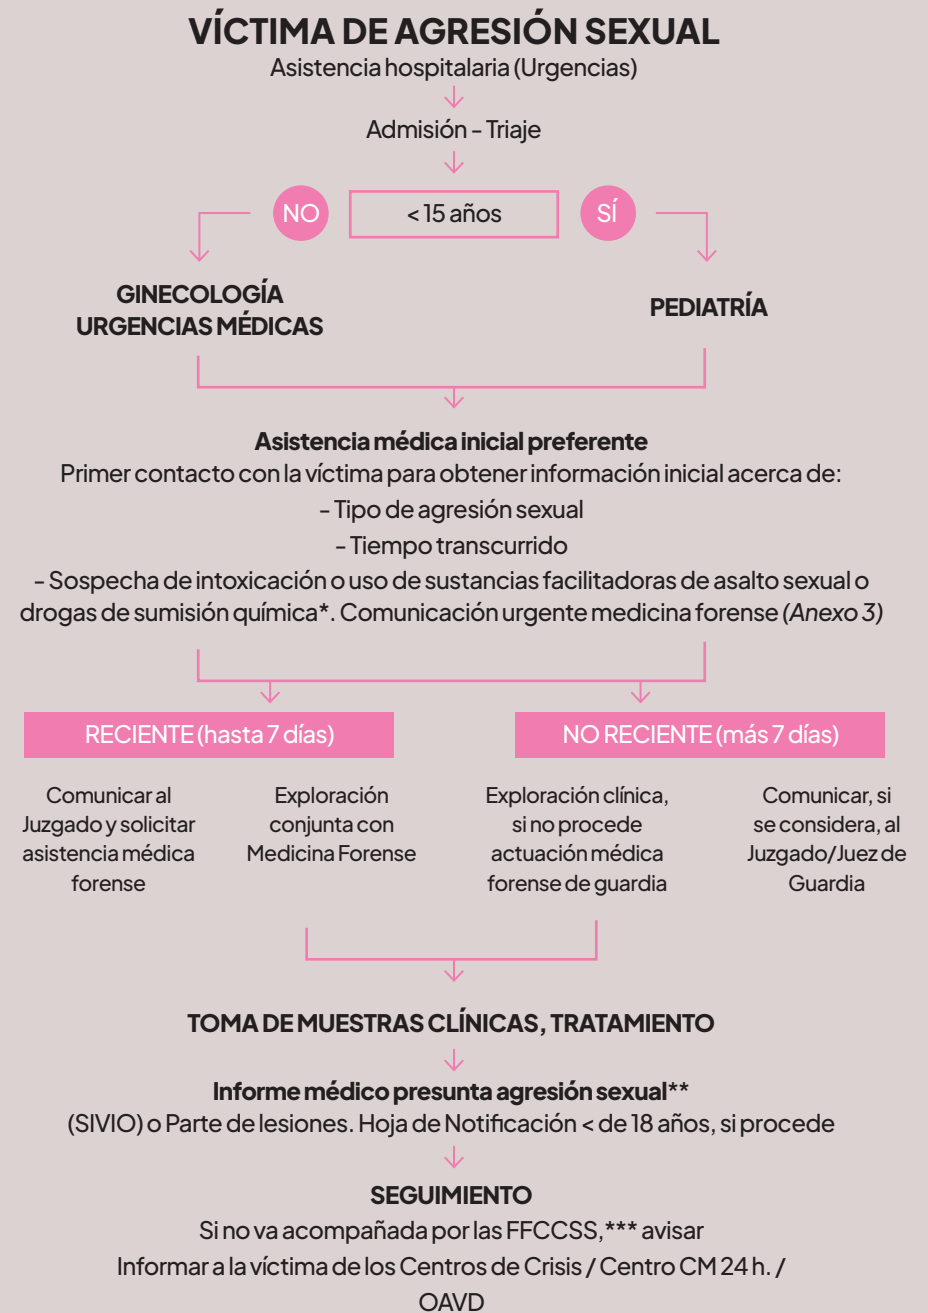 VÍCTIMA DE AGRESIÓN SEXUAL
Asistencia hospitalaria (Urgencias)
Admisión - Triaje
NO
< 15 años
SÍ
GINECOLOGÍA
URGENCIAS MÉDICAS
PEDIATRÍA
Asistencia médica inicial preferente
Primer contacto con la víctima para obtener información inicial acerca de:
- Tipo de agresión sexual
- Tiempo transcurrido
- Sospecha de intoxicación o uso de sustancias facilitadoras de asalto sexual o
drogas de sumisión química*. Comunicación urgente medicina forense (Anexo 3)
RECIENTE (hasta 7 días)
Comunicar al
Juzgado y solicitar
asistencia médica
forense
Exploración
conjunta con
Medicina Forense
NO RECIENTE (más 7 días)
Exploración clínica,
si no procede
actuación médica
forense de guardia
Comunicar, si
se considera, al
Juzgado/Juez de
Guardia
TOMA DE MUESTRAS CLÍNICAS, TRATAMIENTO
Informe médico presunta agresión sexual**
(SIVIO) o Parte de lesiones. Hoja de Notificación < de 18 años, si procede
SEGUIMIENTO
Si no va acompañada por las FFCCSS,*** avisar
Informar a la víctima de los Centros de Crisis / Centro CM 24 h. /
OAVD